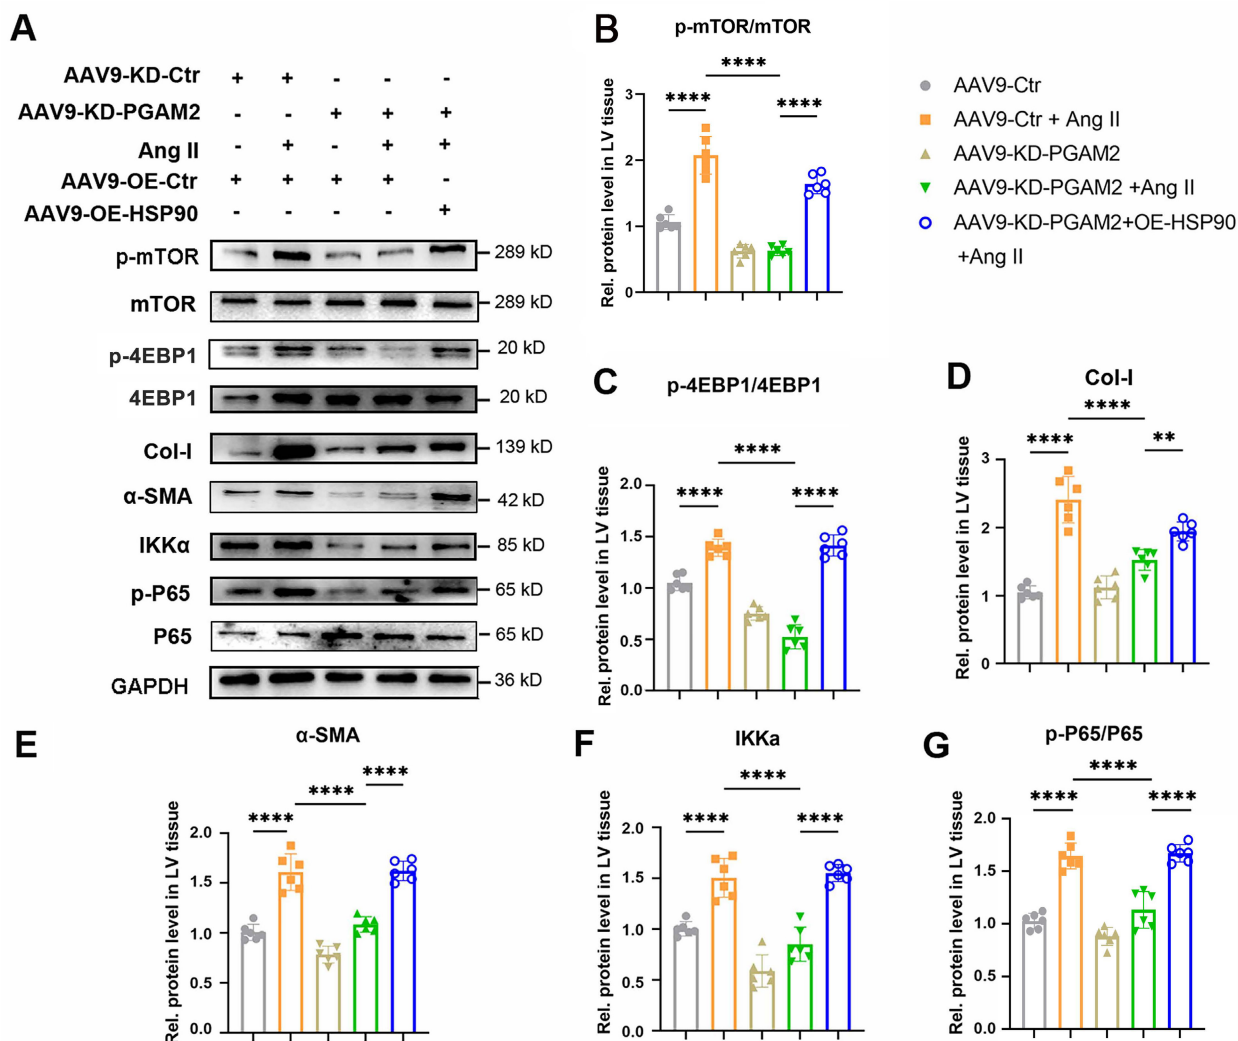 A
AAV9-KD-Ctr + + - - -
AAV9-KD-PGAM2 - - + + +
Ang II - + - + +
AAV9-OE-Ctr + + + + -
AAV9-OE-HSP90 - - - - +
p-mTOR 289 kD
mTOR 289 kD
p-4EBP1 20 kD
4EBP1 20 kD
Col-I 139 kD
α-SMA 42 kD
IKKα 85 kD
p-P65 65 kD
P65 65 kD
GAPDH 36 kD
B
p-mTOR/mTOR
****
**** ****
Rel. protein level in LV tissue
3
2
1
0
AAV9-Ctr
AAV9-Ctr + Ang II
AAV9-KD-PGAM2
AAV9-KD-PGAM2 +Ang II
AAV9-KD-PGAM2+OE-HSP90
+Ang II
C
p-4EBP1/4EBP1
****
**** ****
Rel. protein level in LV tissue
2.0
1.5
1.0
0.5
0.0
D
Col-I
****
**** **
Rel. protein level in LV tissue
3
2
1
0
E
α-SMA
****
****
****
Rel. protein level in LV tissue
2.0
1.5
1.0
0.5
0.0
F
IKKa
****
**** ****
Rel. protein level in LV tissue
2.0
1.5
1.0
0.5
0.0
G
p-P65/P65
****
**** ****
Rel. protein level in LV tissue
2.0
1.5
1.0
0.5
0.0